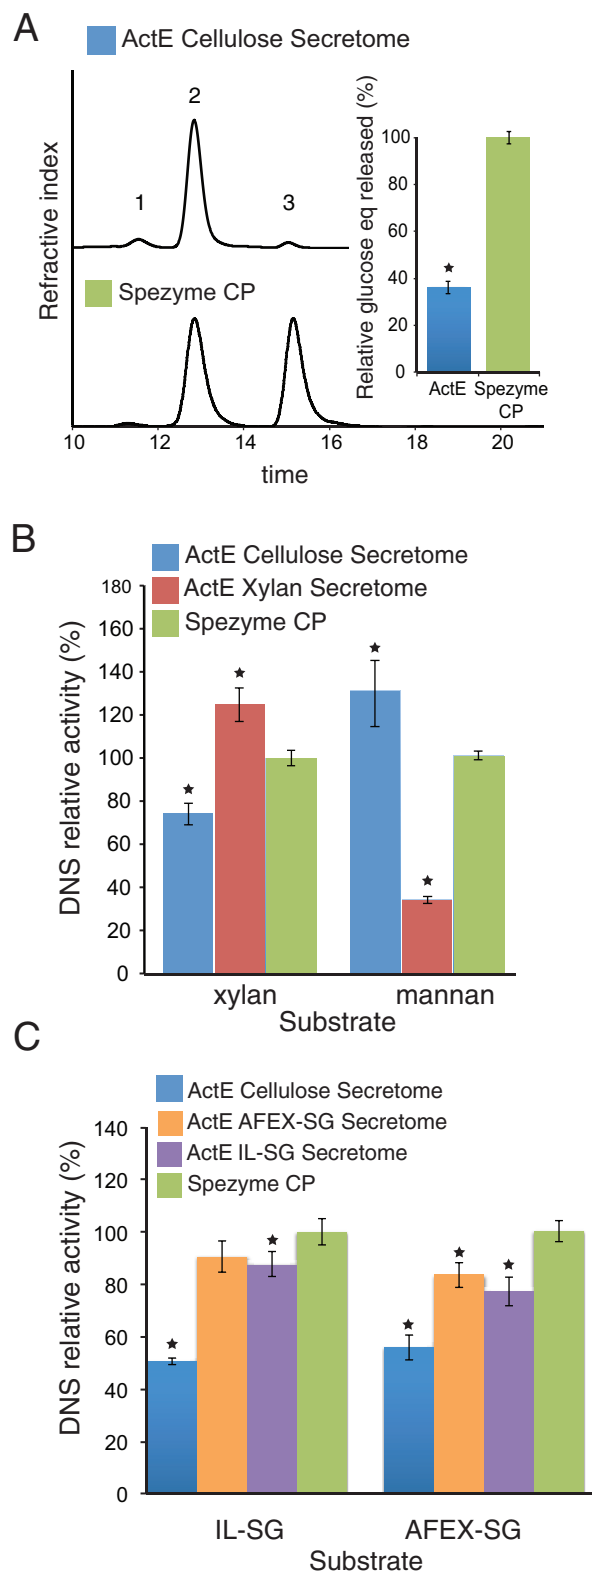 A
ActE Cellulose Secretome
Refractive index
1
2
3
Spezyme CP
10
12
14
16
18
20
time
Relative glucose eq released (%)
100
80
60
40
20
0
★
ActE
Spezyme
CP
B
ActE Cellulose Secretome
ActE Xylan Secretome
Spezyme CP
DNS relative activity (%)
180
160
140
120
100
80
60
40
20
0
★
★
★
★
xylan
mannan
Substrate
C
ActE Cellulose Secretome
ActE AFEX-SG Secretome
ActE IL-SG Secretome
Spezyme CP
DNS relative activity (%)
140
120
100
80
60
40
20
0
★
★
★
★
★
IL-SG
AFEX-SG
Substrate